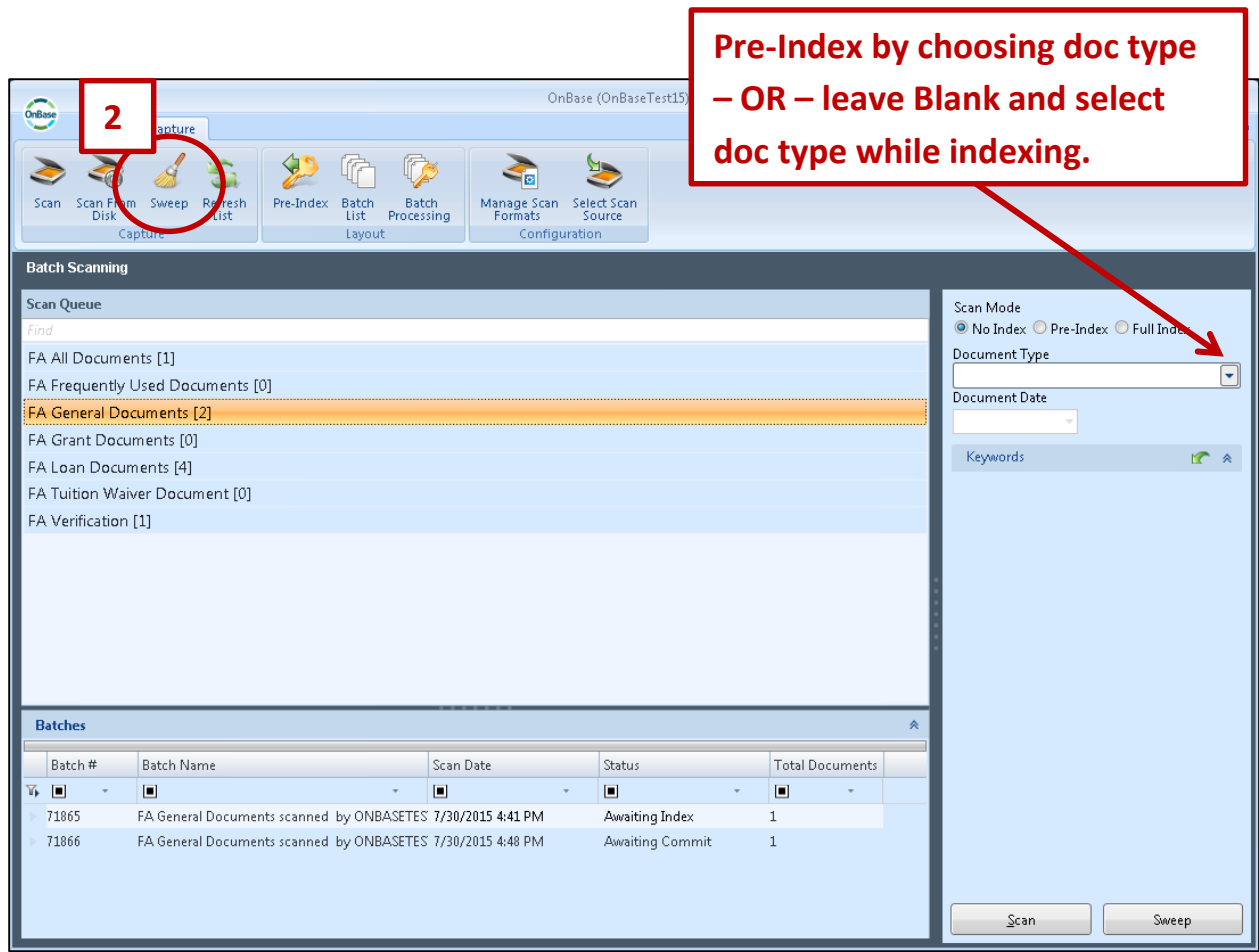 Pre-Index by choosing doc type
– OR – leave Blank and select
doc type while indexing.
OnBase (OnBaseTest15)
OnBase
2
apture
Scan
Scan From Disk
Sweep
Refresh List
Pre-Index
Batch List
Batch Processing
Manage Scan Formats
Select Scan Source
Capture
Layout
Configuration
Batch Scanning
Scan Queue
Find
FA All Documents [1]
FA Frequently Used Documents [0]
FA General Documents [2]
FA Grant Documents [0]
FA Loan Documents [4]
FA Tuition Waiver Document [0]
FA Verification [1]
Scan Mode
No Index Pre-Index Full Index
Document Type
Document Date
Keywords
Batches
Batch # Batch Name Scan Date Status Total Documents
71865 FA General Documents scanned by ONBASETES 7/30/2015 4:41 PM Awaiting Index 1
71866 FA General Documents scanned by ONBASETES 7/30/2015 4:48 PM Awaiting Commit 1
Scan Sweep